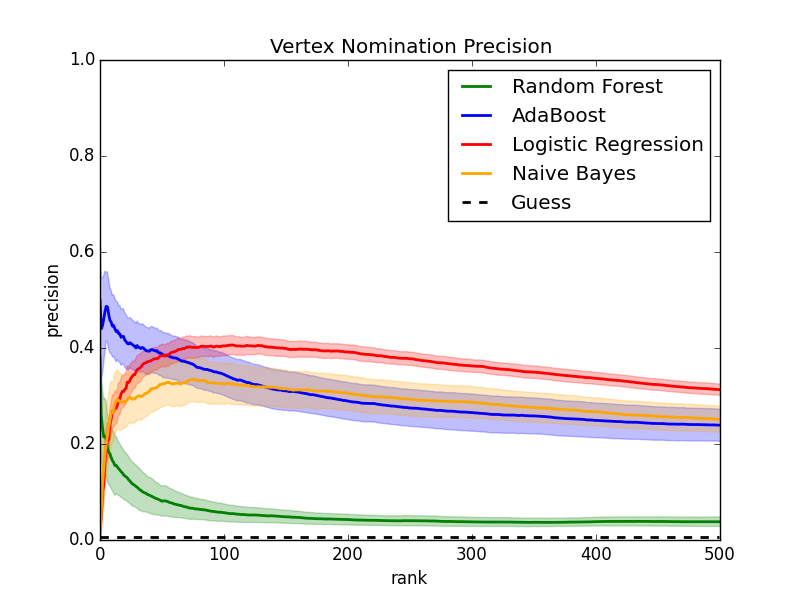 Vertex Nomination Precision
1.0
0.8
0.6
0.4
0.2
0.0
precision
Random Forest
AdaBoost
Logistic Regression
Naive Bayes
Guess
0 100 200 300 400 500
rank